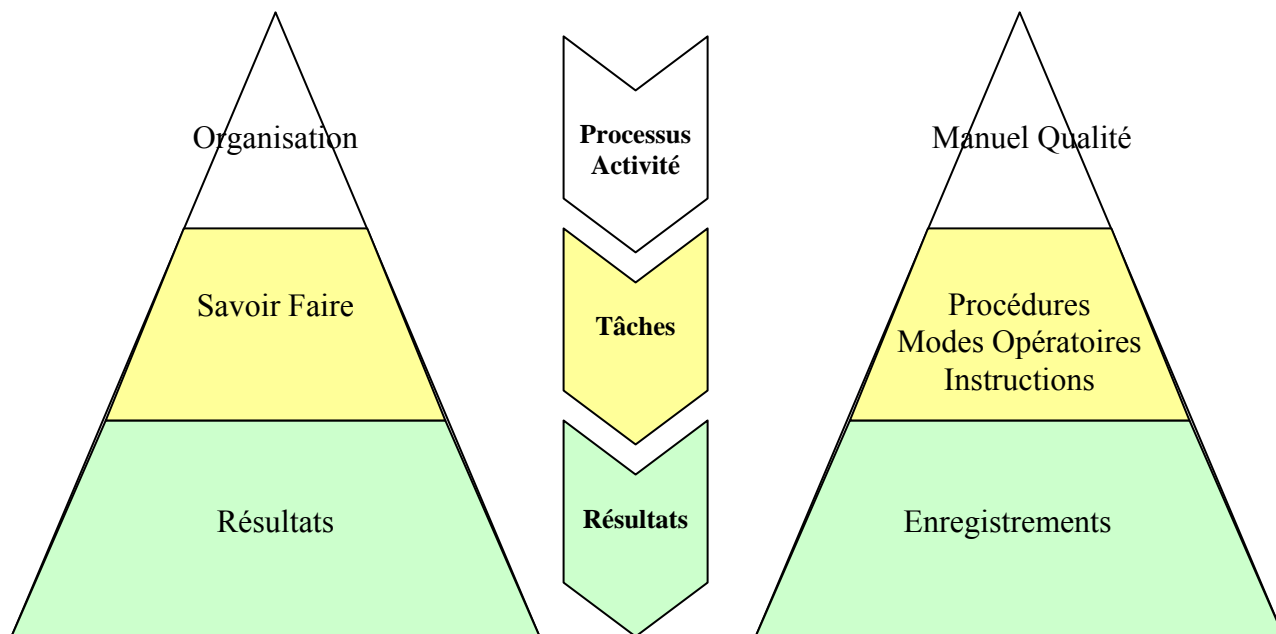 Organisation
Processus
Activité
Manuel Qualité
Savoir Faire
Tâches
Procédures
Modes Opératoires
Instructions
Résultats
Résultats
Enregistrements